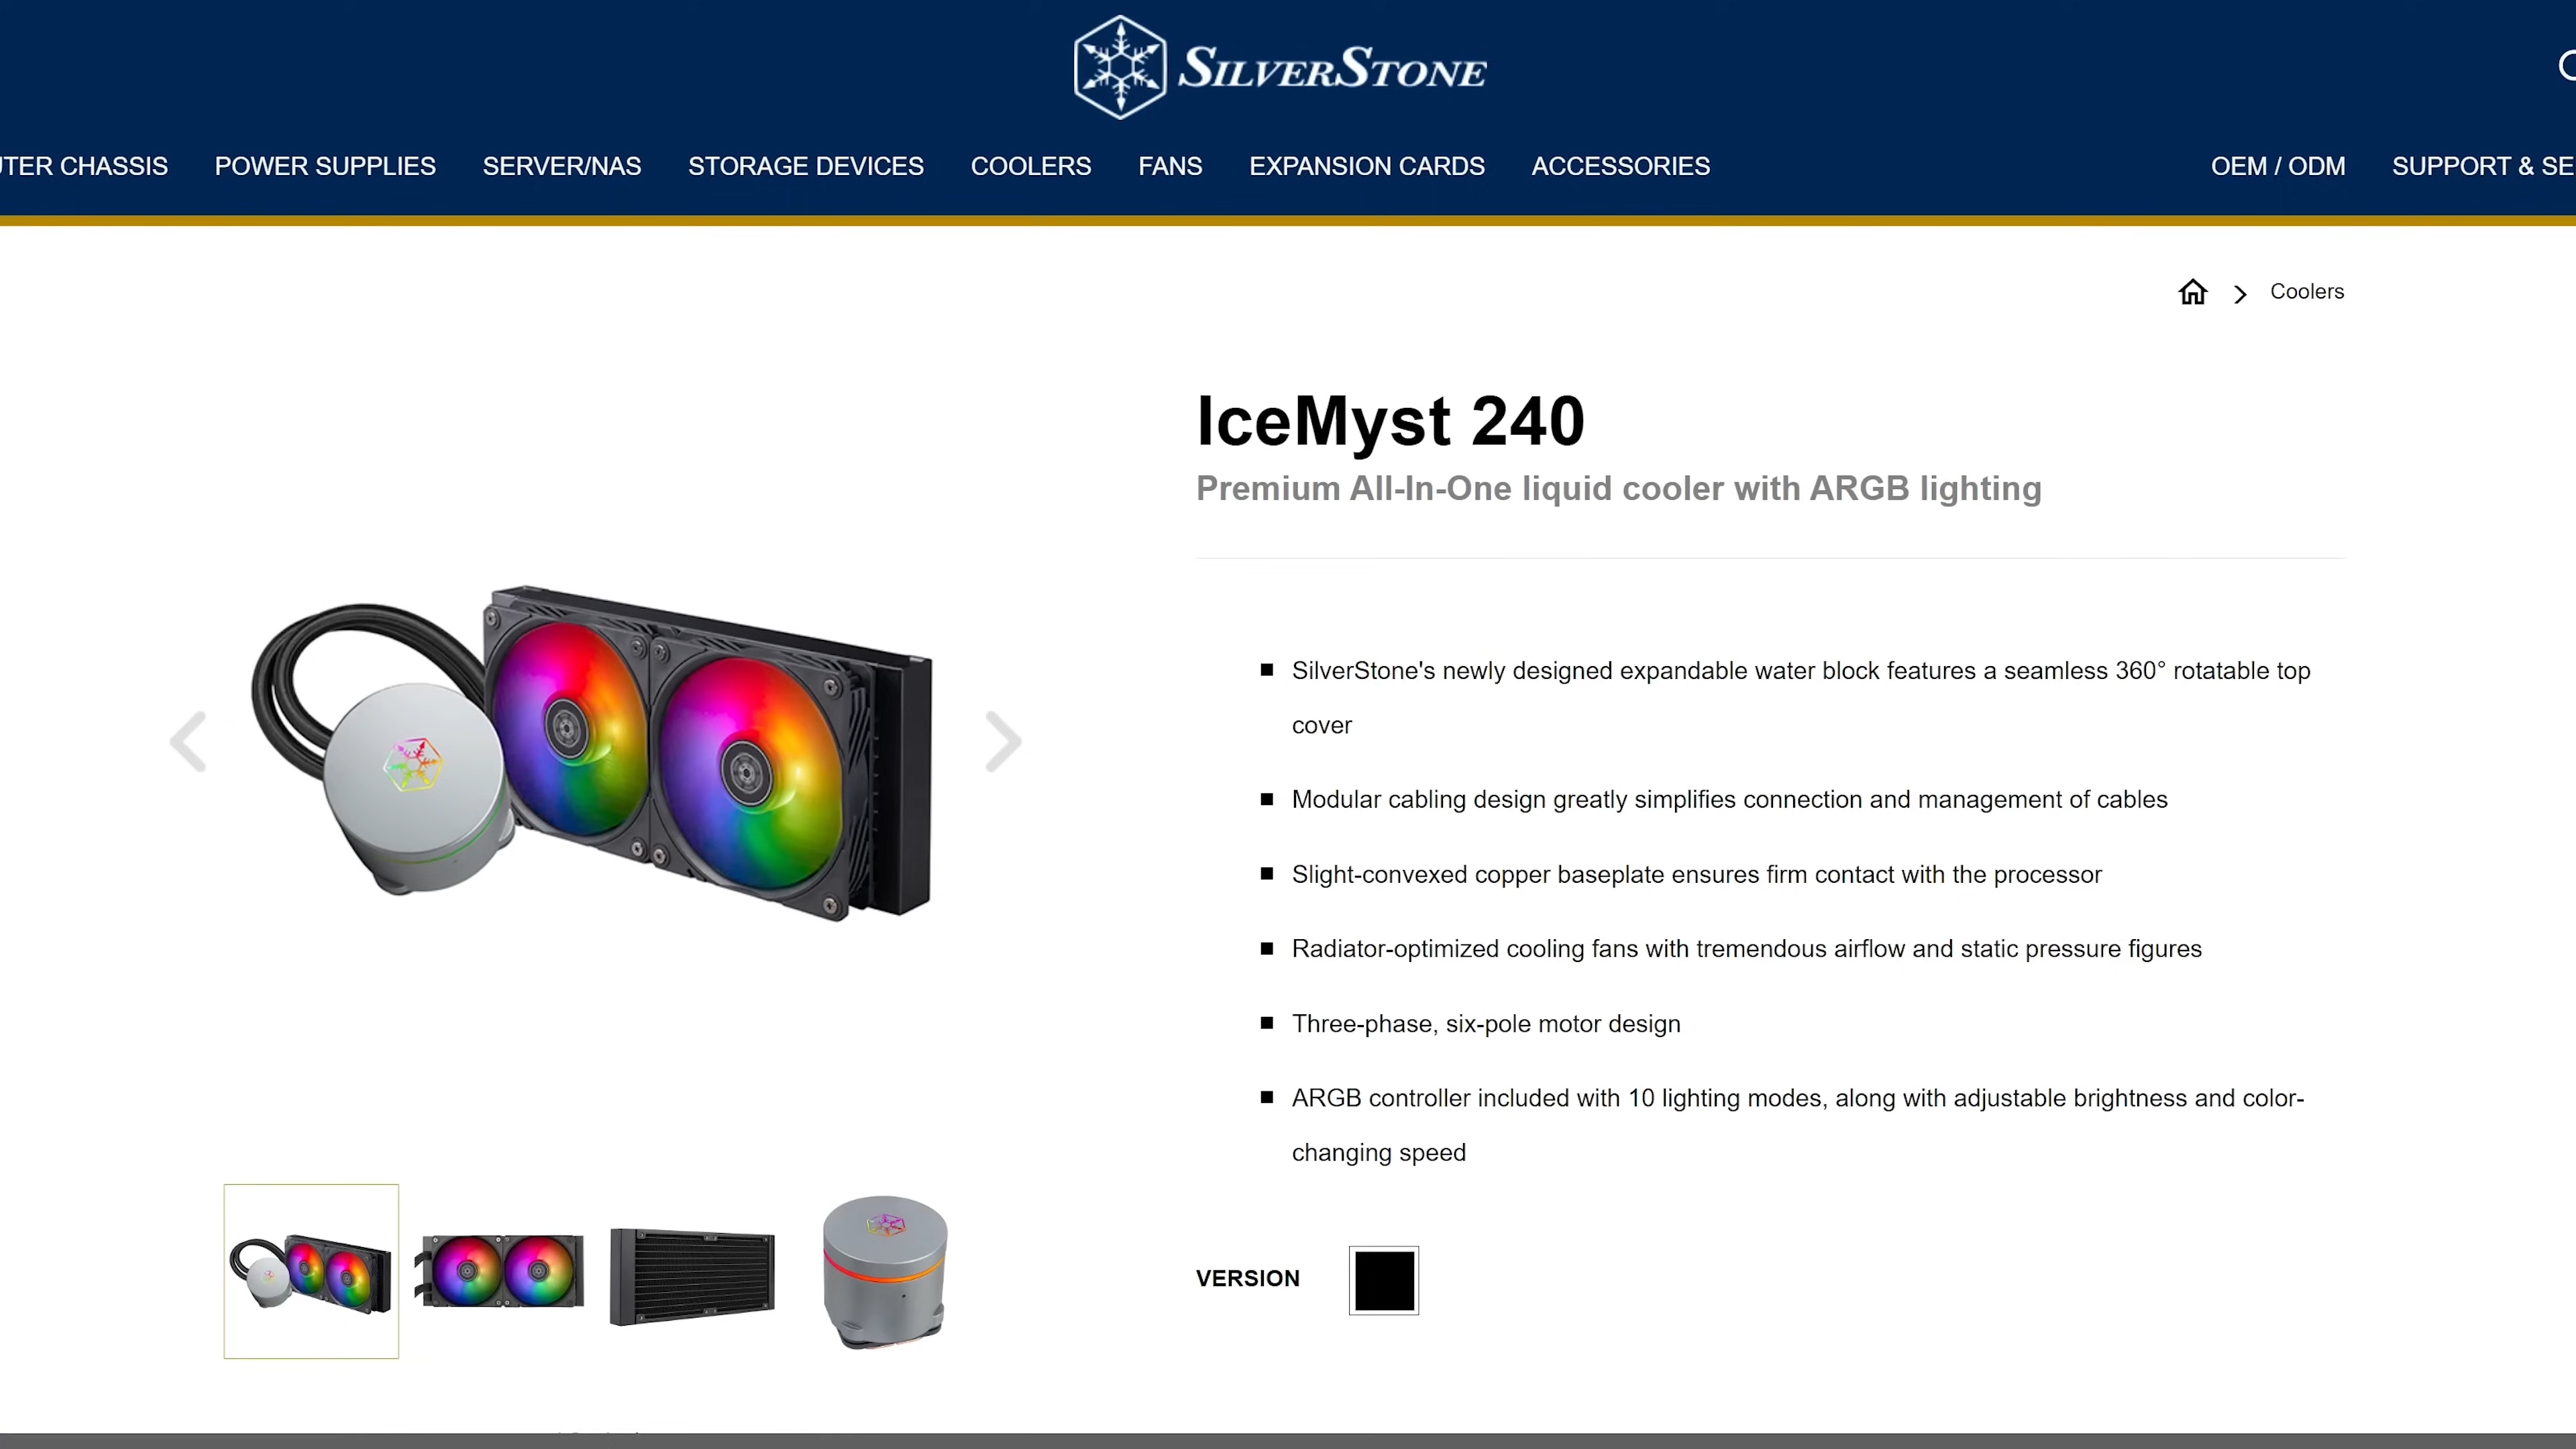 SILVERSTONE
UTER CHASSIS POWER SUPPLIES SERVER/NAS STORAGE DEVICES COOLERS FANS EXPANSION CARDS ACCESSORIES OEM / ODM SUPPORT & SE
Coolers
IceMyst 240
Premium All-In-One liquid cooler with ARGB lighting
SilverStone's newly designed expandable water block features a seamless 360° rotatable top
cover
Modular cabling design greatly simplifies connection and management of cables
Slight-convexed copper baseplate ensures firm contact with the processor
Radiator-optimized cooling fans with tremendous airflow and static pressure figures
Three-phase, six-pole motor design
ARGB controller included with 10 lighting modes, along with adjustable brightness and color-
changing speed
VERSION